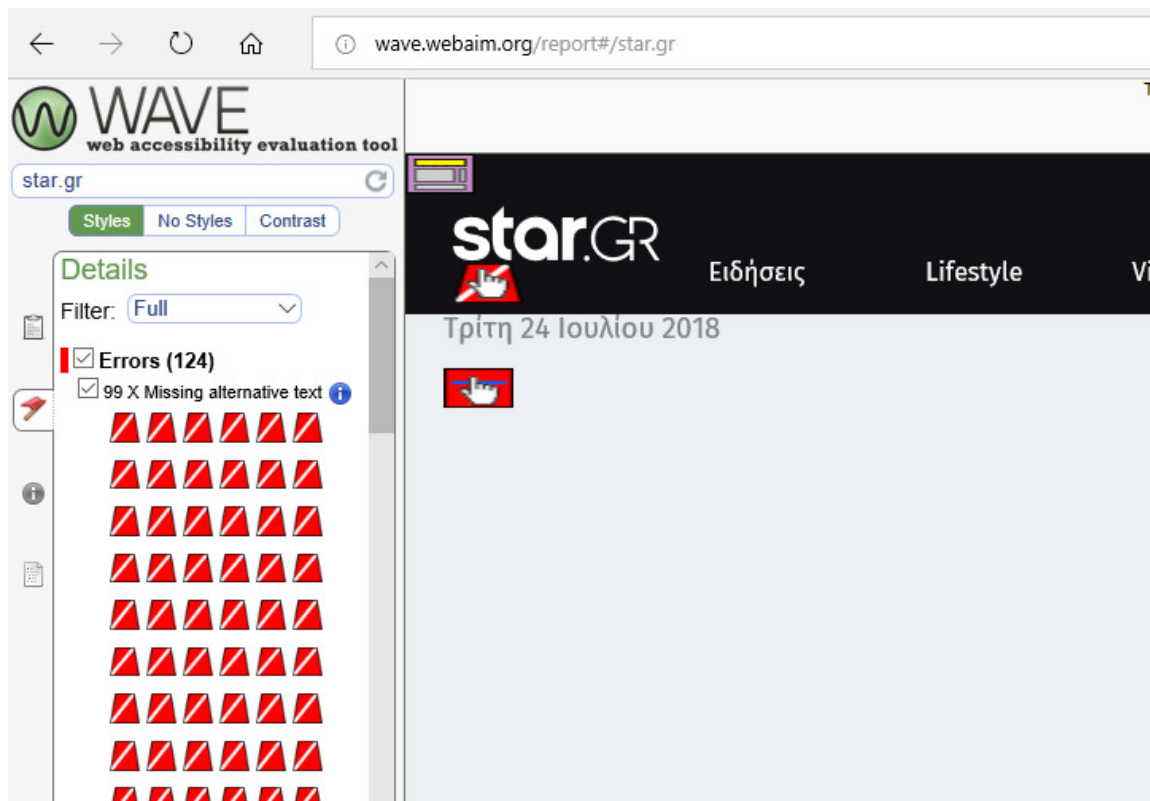 wave.webaim.org/report#/star.gr
WAVE
web accessibility evaluation tool
star.gr
Styles No Styles Contrast
Details
Filter: Full
Errors (124)
99 X Missing alternative text
star.GR
Ειδήσεις Lifestyle
Τρίτη 24 Ιουλίου 2018